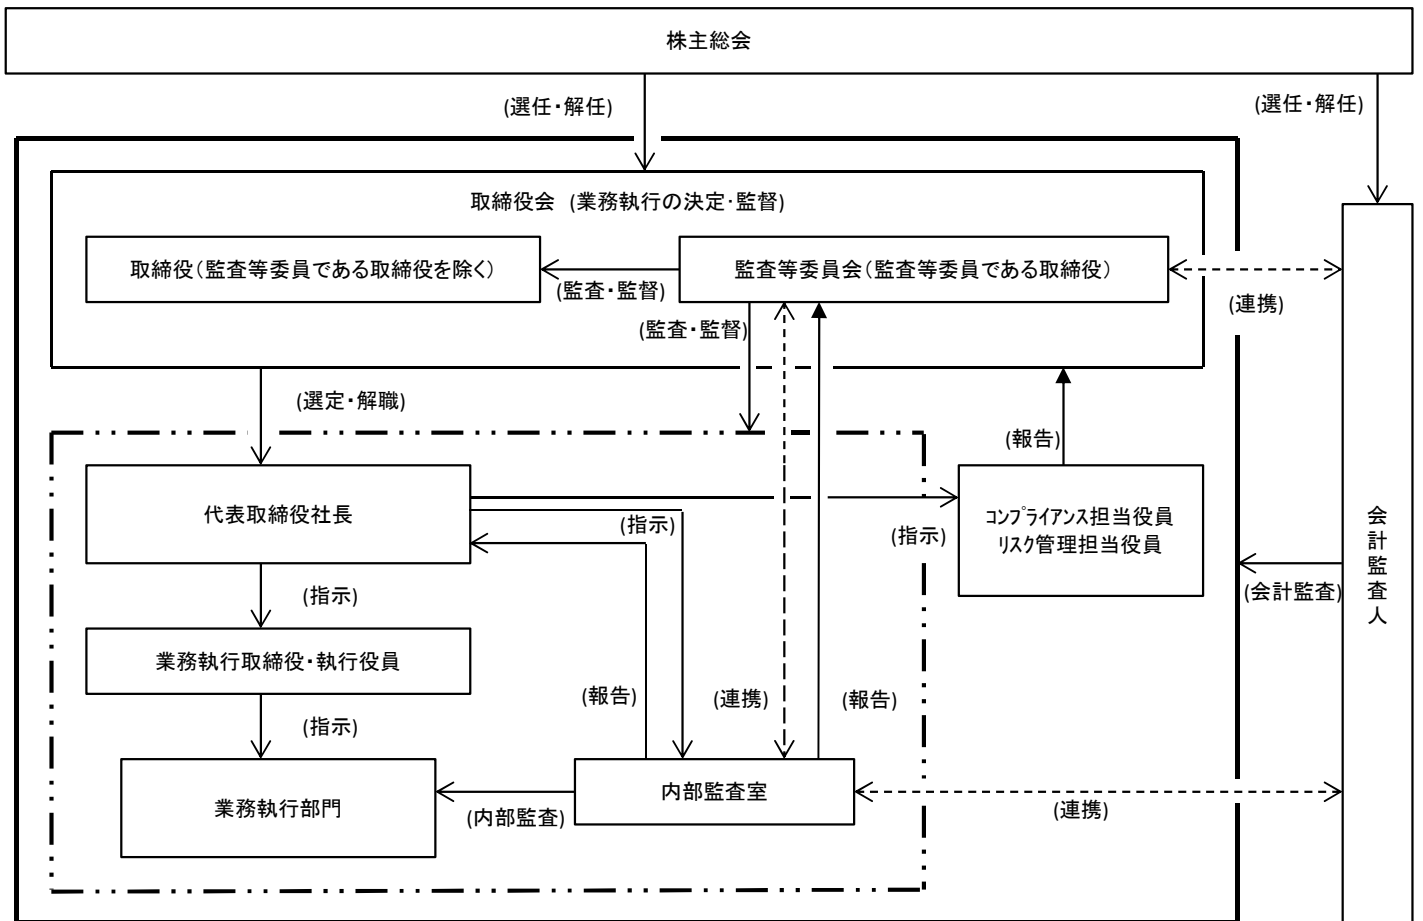 株主総会
(選任・解任)
(選任・解任)
取締役会 (業務執行の決定・監督)
取締役(監査等委員である取締役を除く)
監査等委員会(監査等委員である取締役)
(監査・監督)
(連携)
(監査・監督)
(選定・解職)
(報告)
代表取締役社長
(指示)
(指示)
コンプライアンス担当役員
リスク管理担当役員
会計監査人
(会計監査)
(指示)
業務執行取締役・執行役員
(報告)
(連携)
(報告)
(指示)
業務執行部門
(内部監査)
内部監査室
(連携)